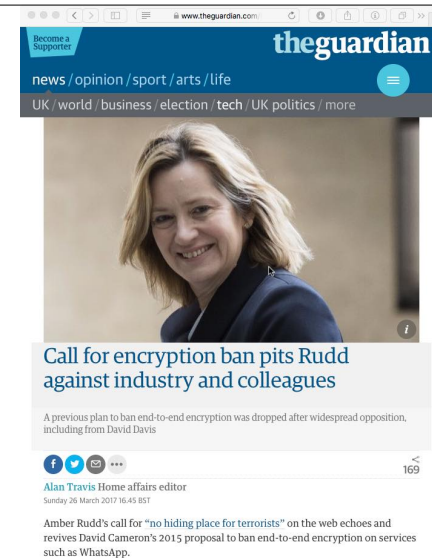 www.theguardian.com/
Become a
Supporter
theguardian
news / opinion / sport / arts / life
UK / world / business / election / tech / UK politics / more
i
Call for encryption ban pits Rudd
against industry and colleagues
A previous plan to ban end-to-end encryption was dropped after widespread opposition,
including from David Davis
169
Alan Travis Home affairs editor
Sunday 26 March 2017 16.45 BST
Amber Rudd's call for “no hiding place for terrorists” on the web echoes and
revives David Cameron's 2015 proposal to ban end-to-end encryption on services
such as WhatsApp.